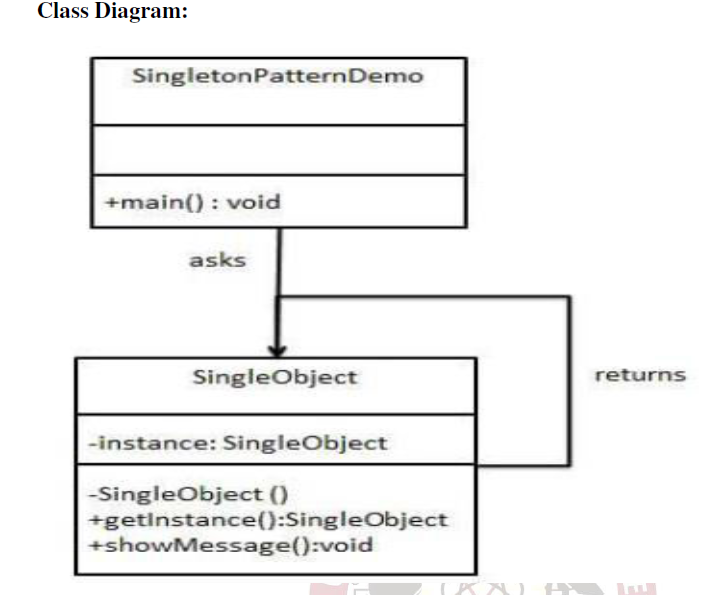 Class Diagram:
SingletonPatternDemo
+main() : void
asks
SingleObject
returns
-instance: SingleObject
-SingleObject ()
+getInstance():SingleObject
+showMessage():void